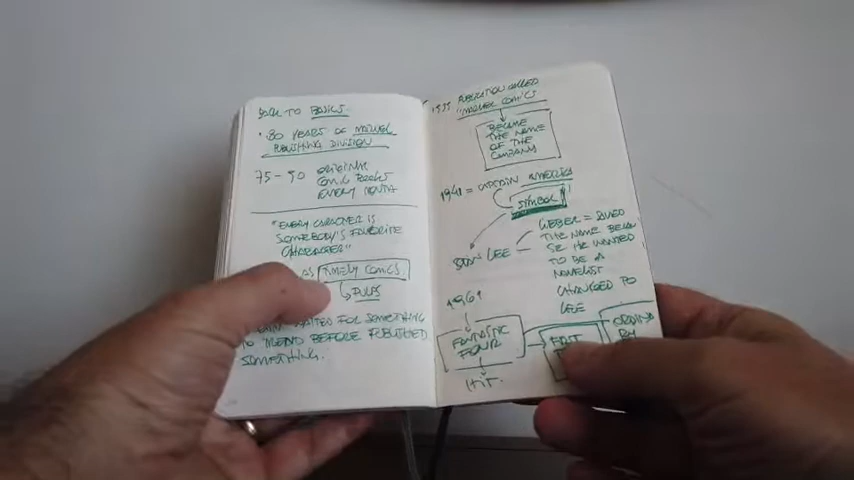 BACK TO BASICS
• 80 YEARS OF MARVEL
PUBLISHING DIVISION
75-90 ORIGINAL
COMIC BOOKS
EVERY MONTH
"EVERY CHARACTER IS
SOMEBODY'S FAVORITE
CHARACTER"
AS TIMELY COMICS
PULPS
FOR SOMETHING
TO BEFORE PUBLISHED
SOMETHING.
1939 PUBLICATION CALLED
"MARVEL COMICS
BECAME
THE NAME
OF THE
COMPANY
1941 = CAPTAIN AMERICA
SYMBOL
STAN LEE
LIEBER = SAVED
THE NAME BECAU
SE HE WANTED
TO BE A
NOVELIST
CHANGED TO
LEE
1961
FANTASTIC
FOUR
HIT.
FIRST